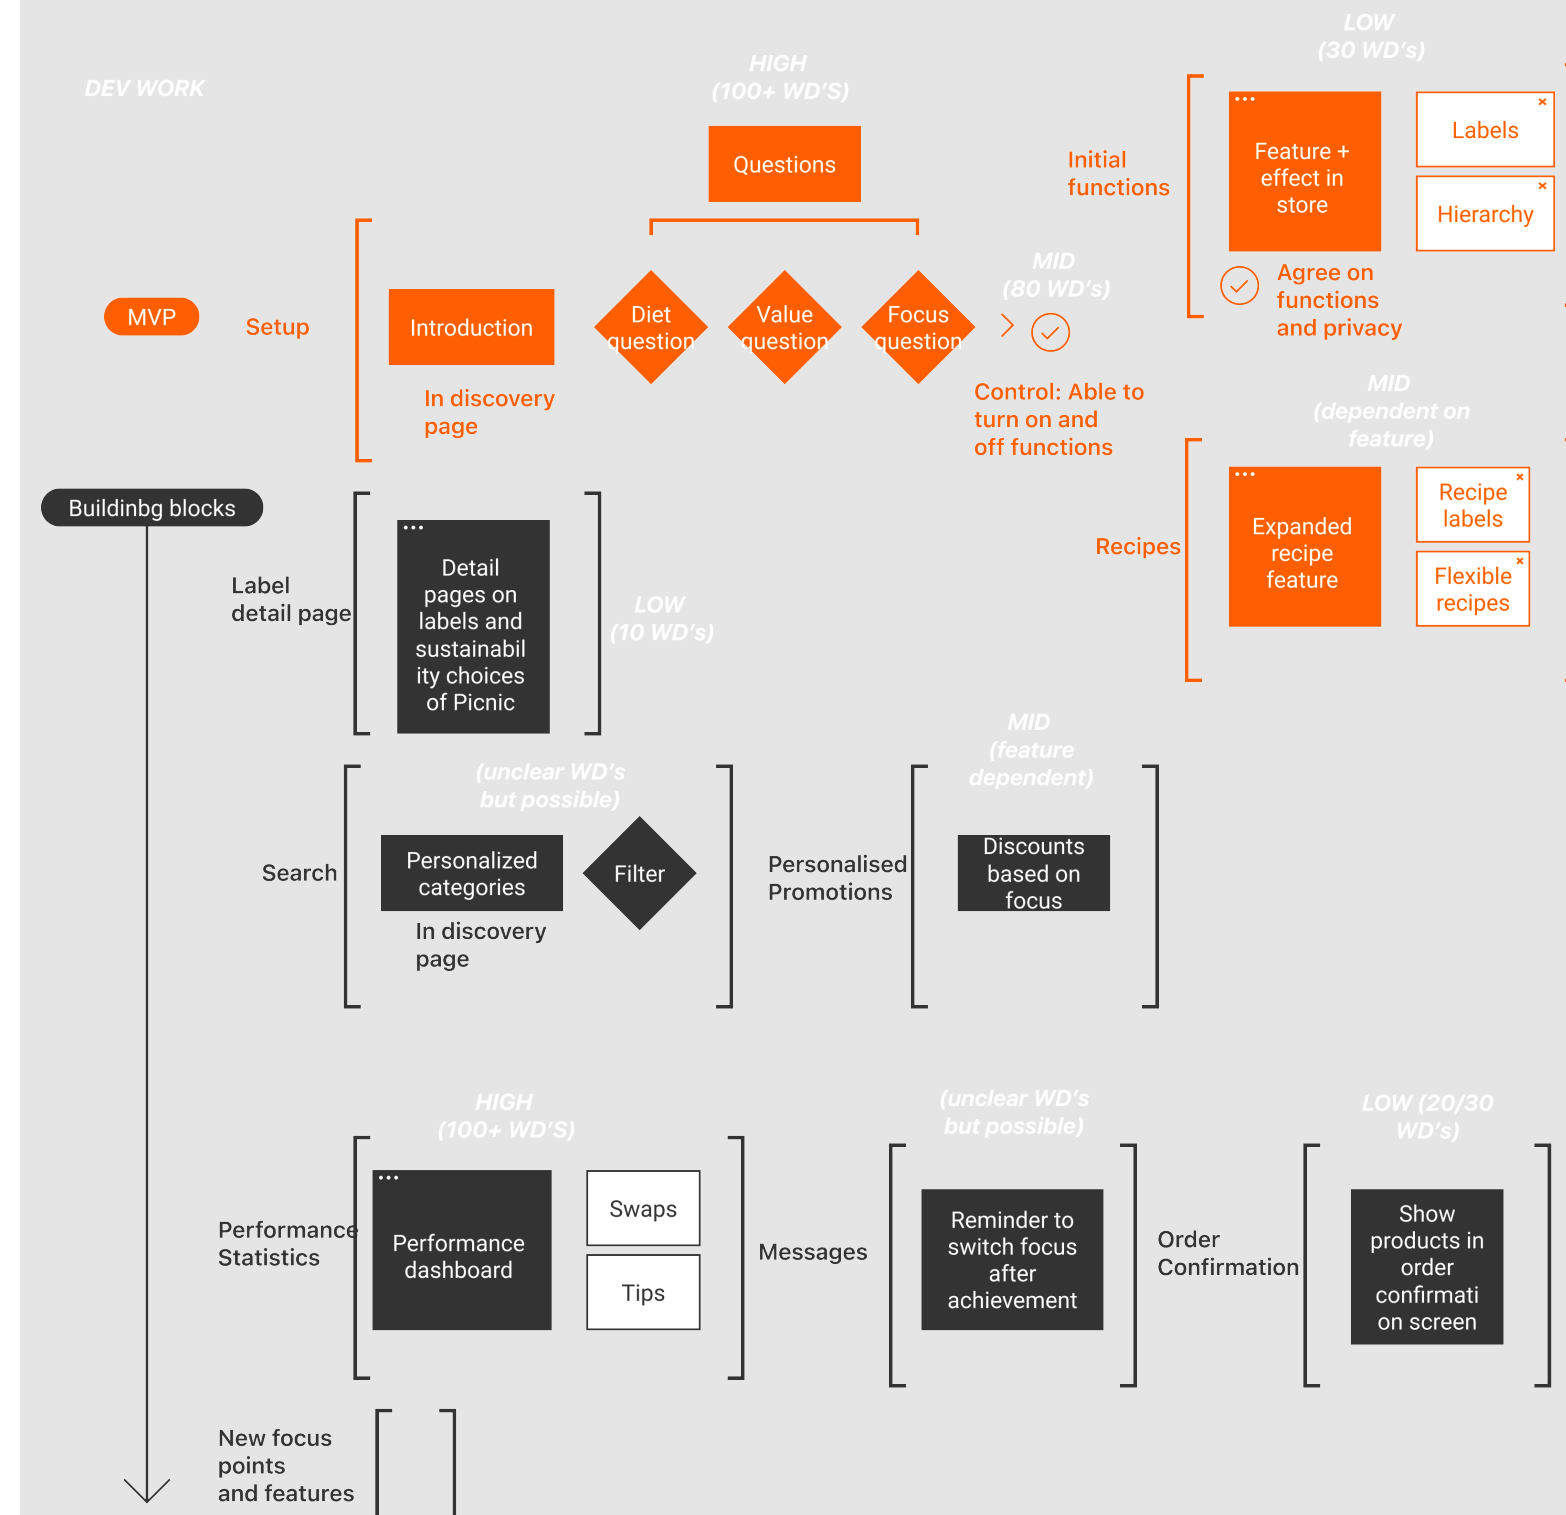 DEV WORK
HIGH
(100+ WD'S)
LOW
(30 WD's)
Questions
Initial
functions
Feature +
effect in
store
Labels
Hierarchy
Agree on
functions
and privacy
MVP
Setup
Introduction
In discovery
page
Diet
question
Value
question
Focus
question
MID
(80 WD's)
Control: Able to
turn on and
off functions
MID
(dependent on
feature)
Recipes
Expanded
recipe
feature
Recipe
labels
Flexible
recipes
Buildinbg blocks
Label
detail page
Detail
pages on
labels and
sustainabil
ity choices
of Picnic
LOW
(10 WD's)
Search
(unclear WD's
but possible)
Personalized
categories
In discovery
page
Filter
Personalised
Promotions
MID
(feature
dependent)
Discounts
based on
focus
Performance
Statistics
HIGH
(100+ WD'S)
Performance
dashboard
Swaps
Tips
Messages
(unclear WD's
but possible)
Reminder to
switch focus
after
achievement
Order
Confirmation
LOW (20/30
WD's)
Show
products in
order
confirmati
on screen
New focus
points
and features